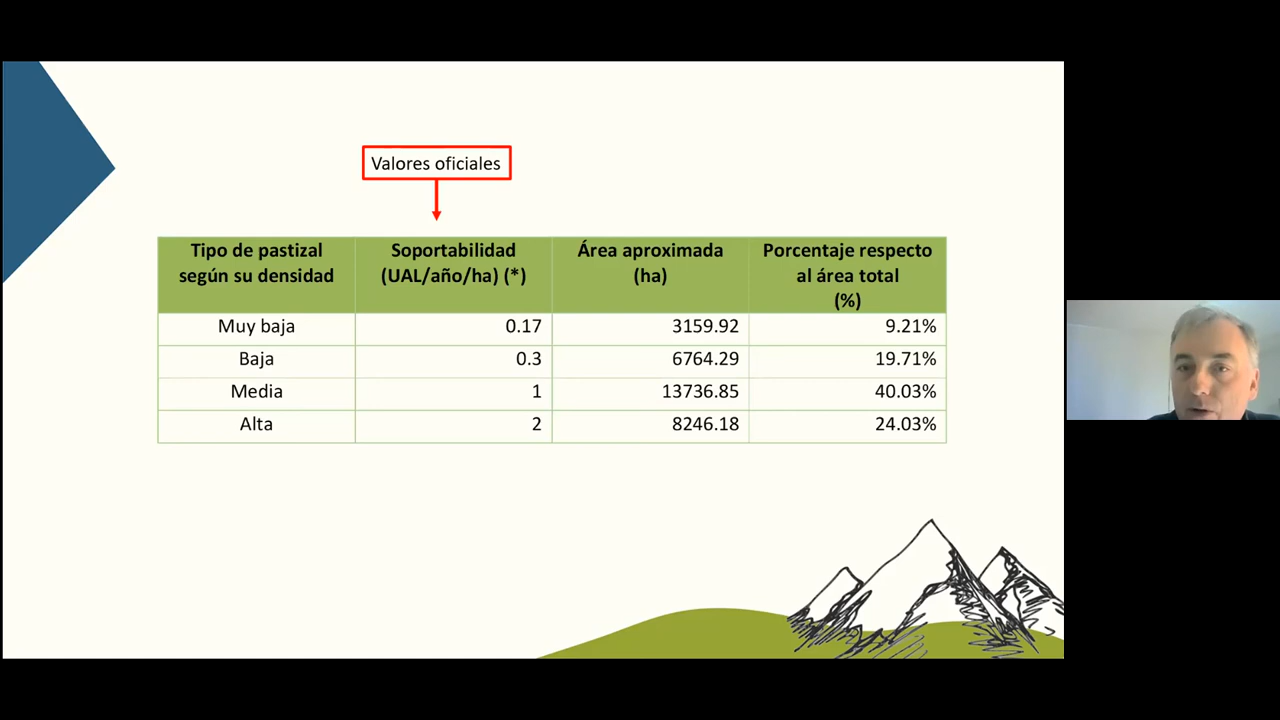 Valores oficiales
Tipo de pastizal según su densidad | Soportabilidad (UAL/año/ha) (*) | Área aproximada (ha) | Porcentaje respecto al área total (%)
Muy baja 0.17 3159.92 9.21%
Baja 0.3 6764.29 19.71%
Media 1 13736.85 40.03%
Alta 2 8246.18 24.03%